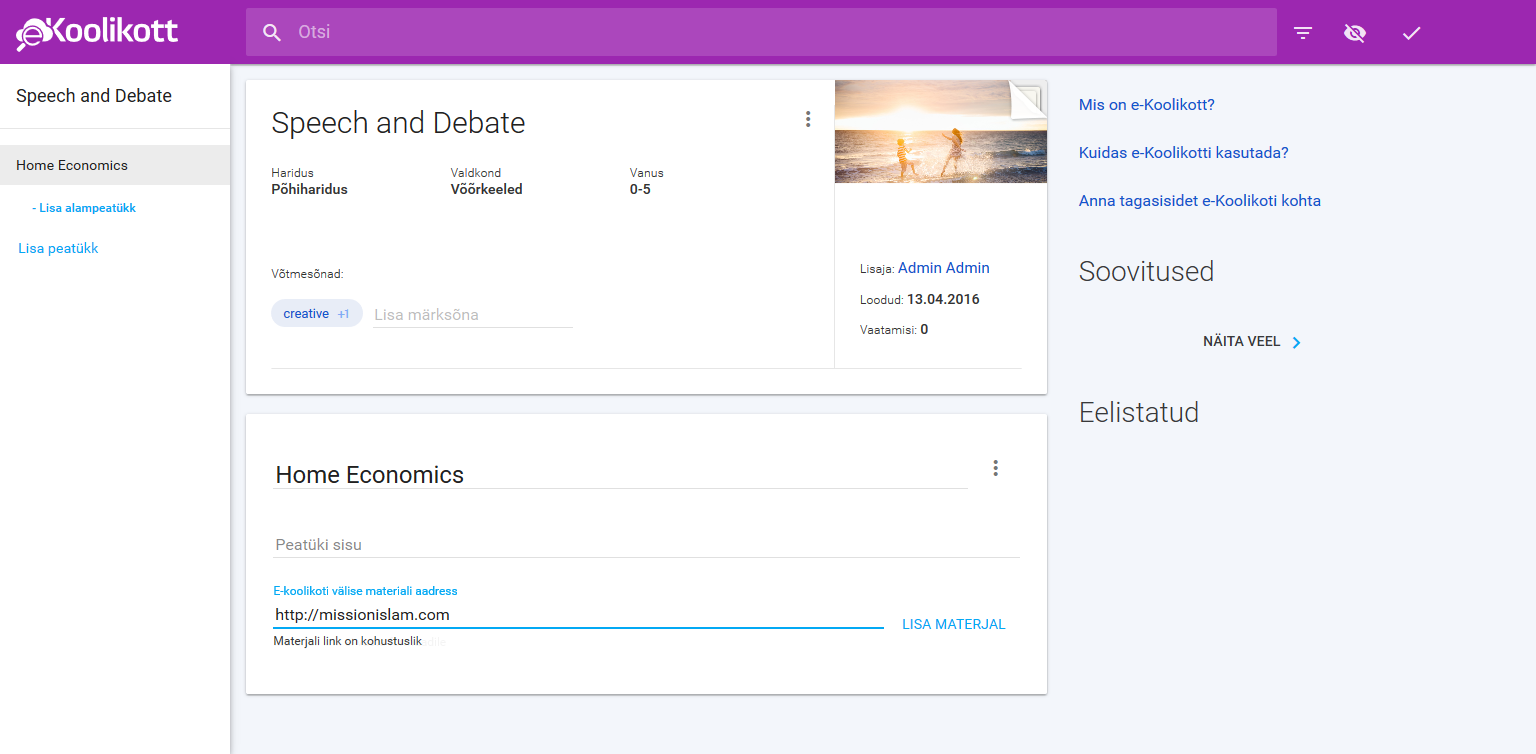 eKoolikott
Otsi
Speech and Debate
Home Economics
- Lisa alampeatükk
Lisa peatükk
Speech and Debate
Haridus Valdkond Vanus
Põhiharidus Võõrkeeled 0-5
Võtmesõnad:
creative +1 Lisa märksõna
Lisaja: Admin Admin
Loodud: 13.04.2016
Vaatamisi: 0
Home Economics
Peatüki sisu
E-koolikoti välise materiali aadress
http://missionislam.com
LISA MATERJAL
Materjali link on kohustuslik
Mis on e-Koolikott?
Kuidas e-Koolikotti kasutada?
Anna tagasisidet e-Koolikoti kohta
Soovitused
NÄITA VEEL
Eelistatud